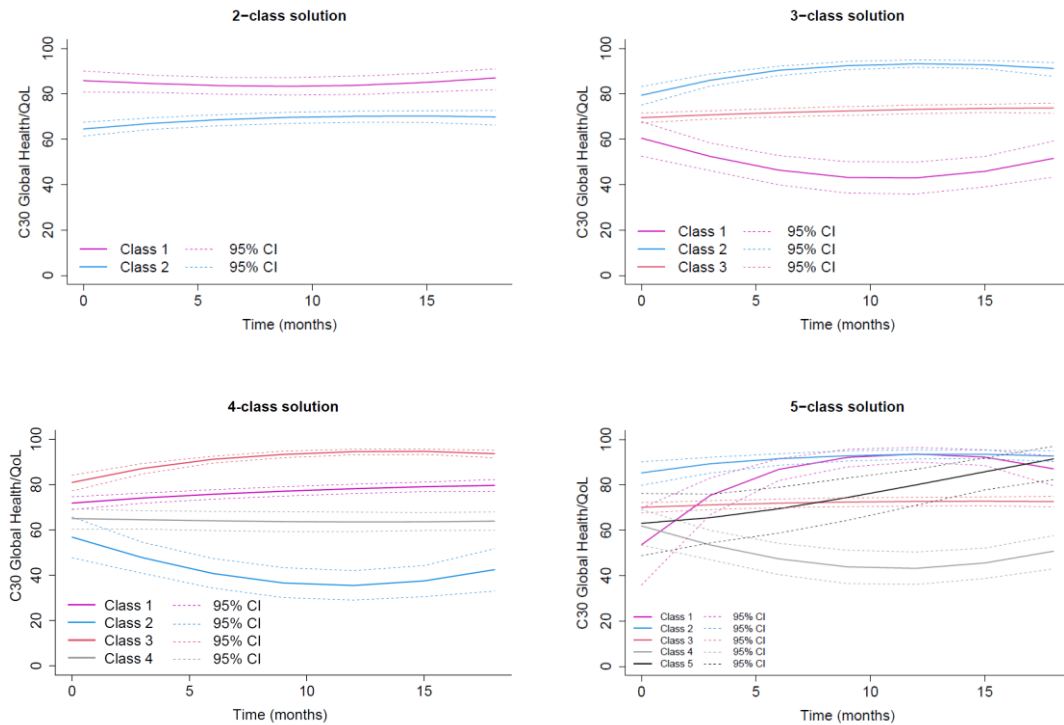 2−class solution
C30 Global Health/QoL
100
80
60
40
20
0
Class 1 95% CI
Class 2 95% CI
0 5 10 15
Time (months)
3−class solution
C30 Global Health/QoL
100
80
60
40
20
0
Class 1 95% CI
Class 2 95% CI
Class 3 95% CI
0 5 10 15
Time (months)
4-class solution
C30 Global Health/QoL
100
80
60
40
20
0
Class 1 95% CI
Class 2 95% CI
Class 3 95% CI
Class 4 95% CI
0 5 10 15
Time (months)
5−class solution
C30 Global Health/QoL
100
80
60
40
20
0
Class 1 95% CI
Class 2 95% CI
Class 3 95% CI
Class 4 95% CI
Class 5 95% CI
0 5 10 15
Time (months)